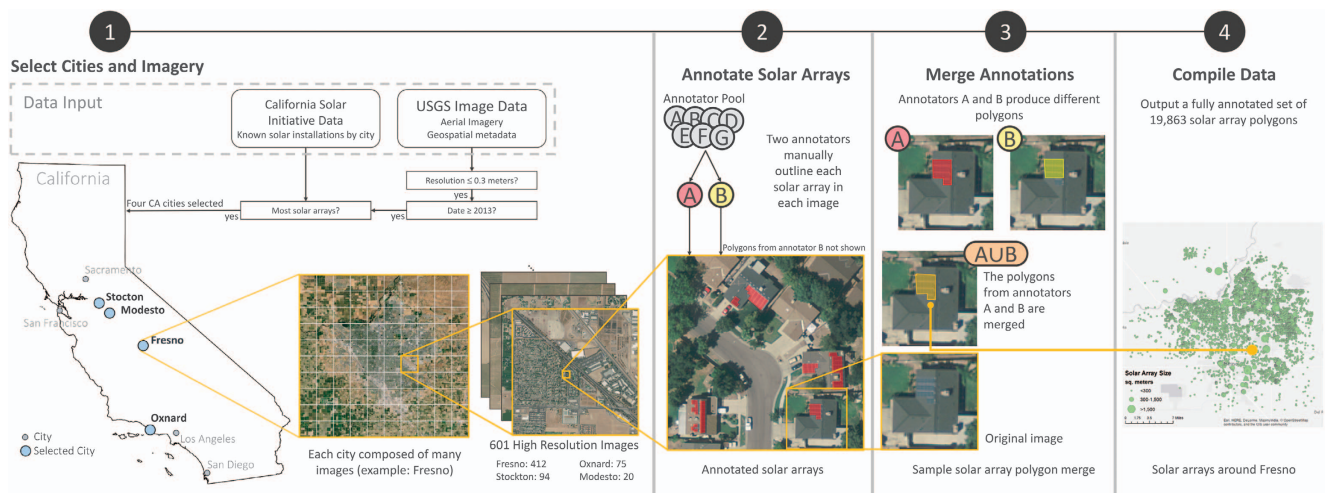 1
2
3
4
Select Cities and Imagery
Data Input
California Solar
Initiative Data
Known solar installations by city
USGS Image Data
Aerial Imagery
Geospatial metadata
Resolution ≤ 0.3 meters?
yes
Date ≥ 2013?
yes
Most solar arrays?
yes
Four CA cities selected
California
Sacramento
Stockton
Modesto
San Francisco
Fresno
Oxnard
Los Angeles
San Diego
City
Selected City
Each city composed of many
images (example: Fresno)
601 High Resolution Images
Fresno: 412
Oxnard: 75
Stockton: 94
Modesto: 20
Annotate Solar Arrays
Annotator Pool
A B C D
E F G
Two annotators
manually
outline each
solar array in
each image
A
B
Polygons from annotator B not shown
Annotated solar arrays
Merge Annotations
Annotators A and B produce different
polygons
A
B
AUB
The polygons
from annotators
A and B are
merged
Original image
Sample solar array polygon merge
Compile Data
Output a fully annotated set of
19,863 solar array polygons
Solar Array Size
sq. meters
<300
300-1,500
>1,500
Solar arrays around Fresno